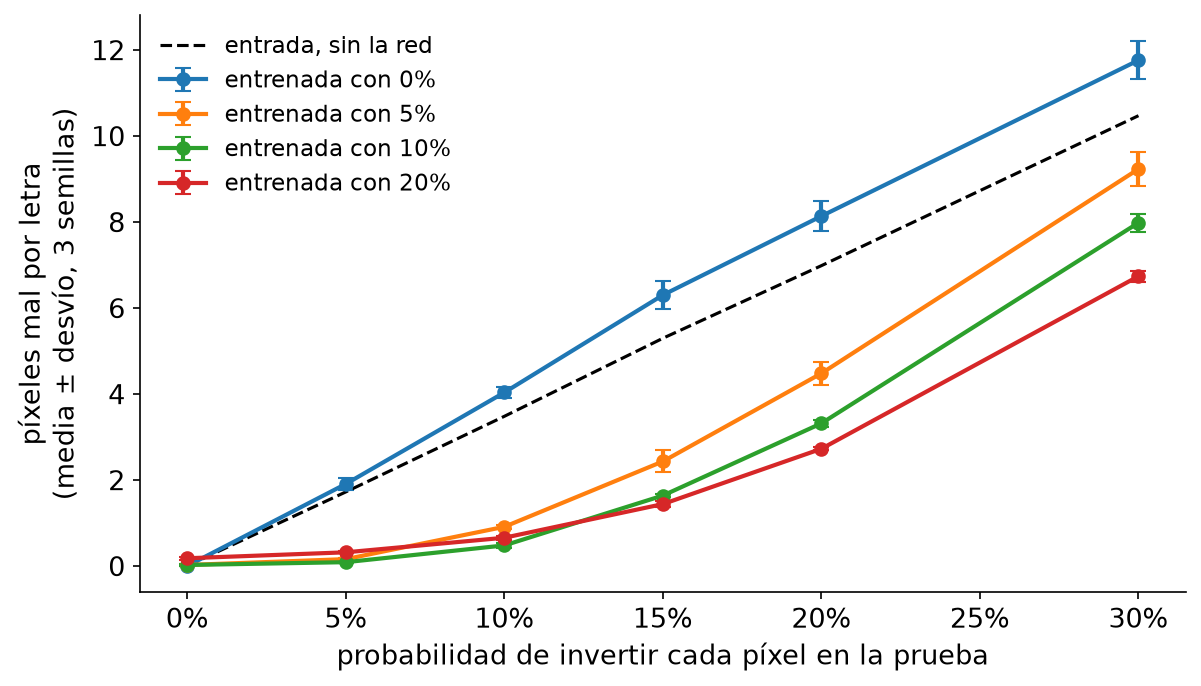 entrada, sin la red
entrenada con 0%
entrenada con 5%
entrenada con 10%
entrenada con 20%
píxeles mal por letra
(media ± desvío, 3 semillas)
12
10
8
6
4
2
0
0% 5% 10% 15% 20% 25% 30%
probabilidad de invertir cada píxel en la prueba